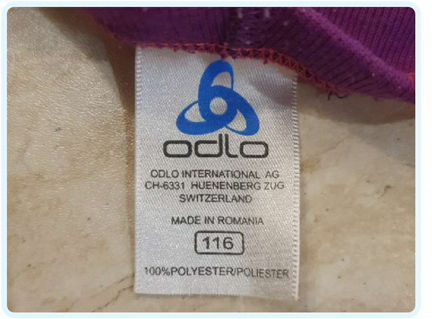 odlo
ODLO INTERNATIONAL AG
CH-6331 HUENENBERG ZUG
SWITZERLAND
MADE IN ROMANIA
116
100%POLYESTER/POLIESTER